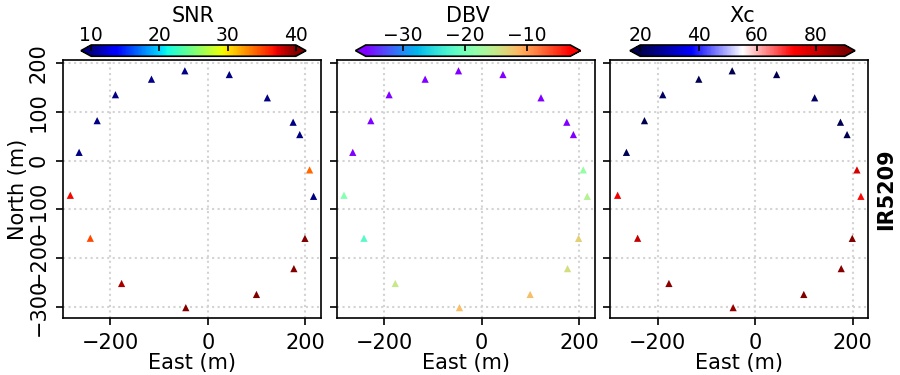 SNR DBV Xc
10 20 30 40 −30 −20 −10 20 40 60 80
200
100
0
−100
−200
−300
North (m)
−200 0 200 −200 0 200 −200 0 200
East (m) East (m) East (m)
IR5209